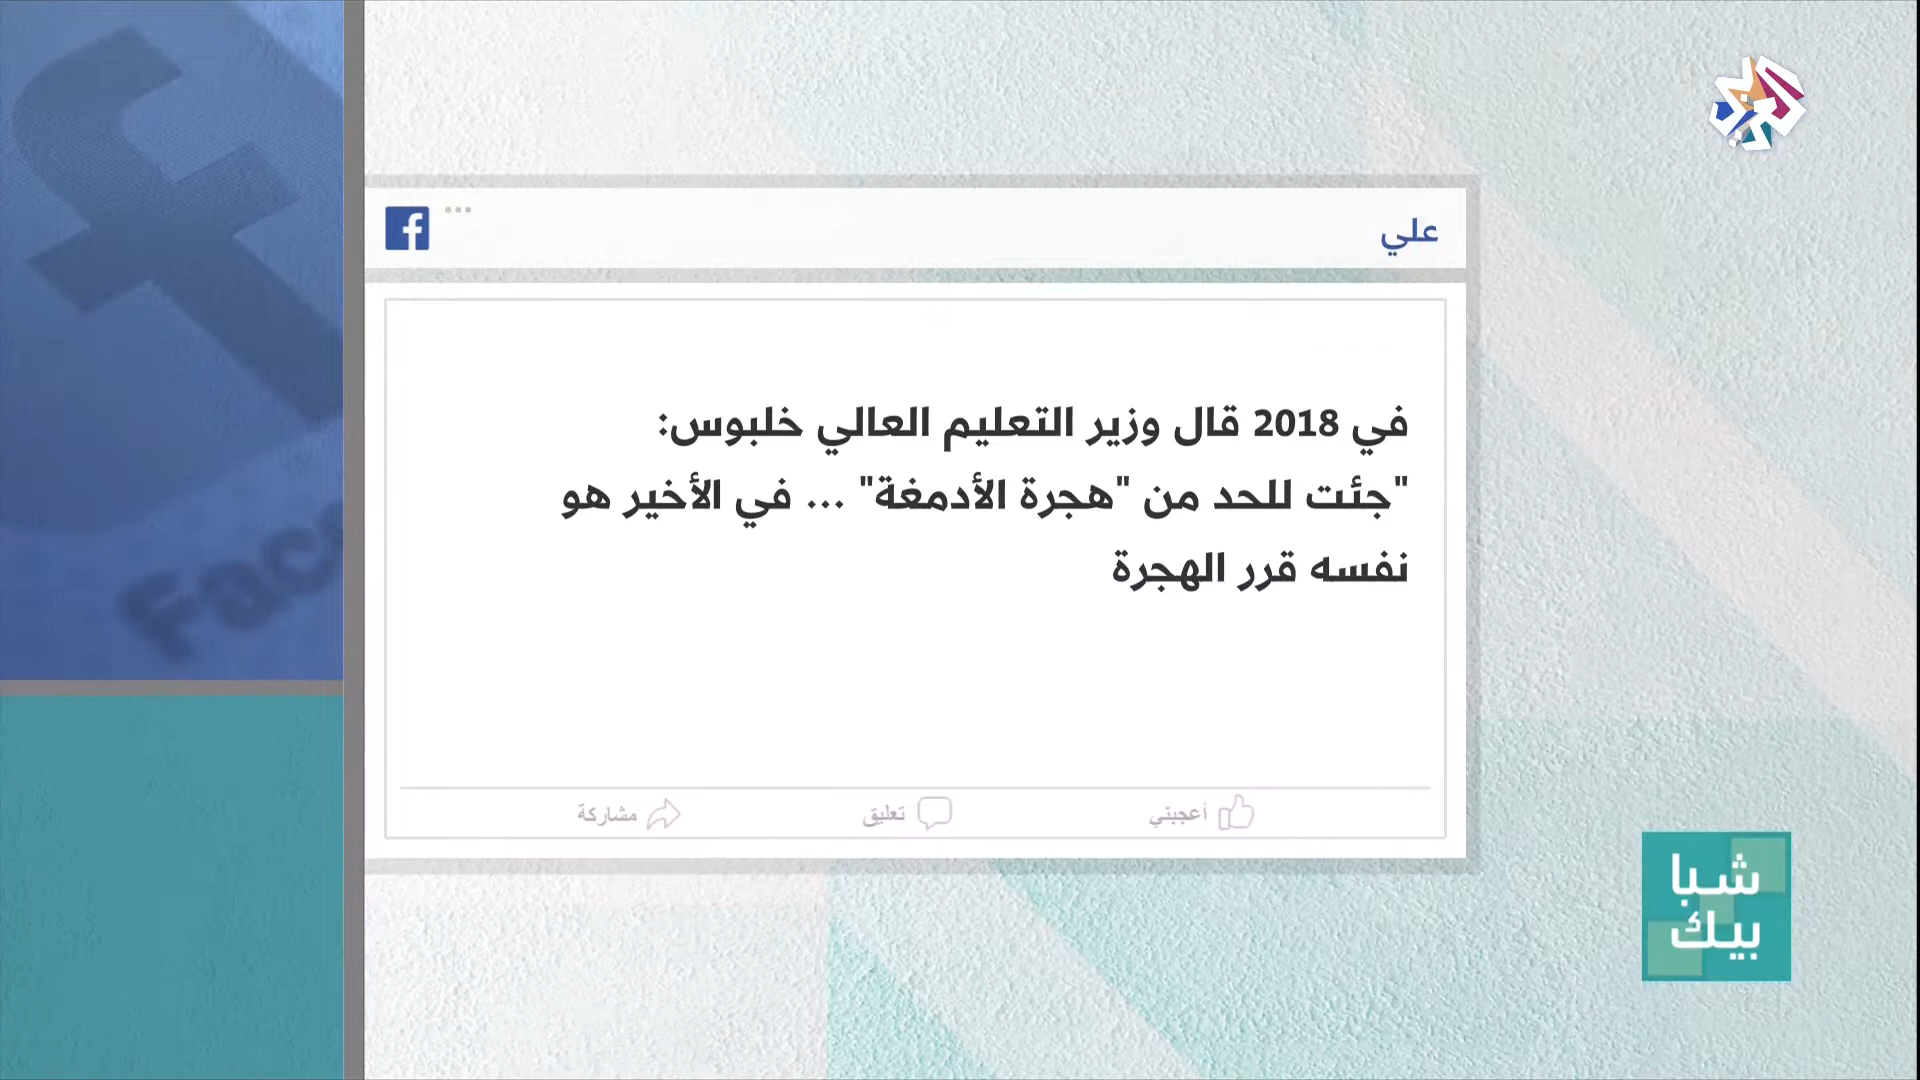 علي
في 2018 قال وزير التعليم العالي خلبوس:
"جئت للحد من "هجرة الأدمغة" ... في الأخير هو
نفسه قرر الهجرة
أعجبني تعليق مشاركة
شبا
بيك
Face